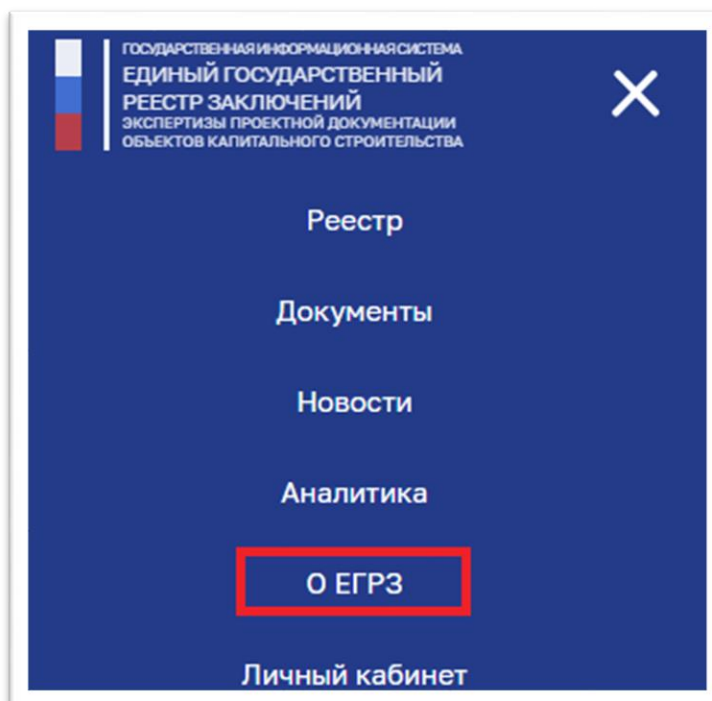 ГОСУДАРСТВЕННАЯ ИНФОРМАЦИОННАЯ СИСТЕМА
ЕДИНЫЙ ГОСУДАРСТВЕННЫЙ
РЕЕСТР ЗАКЛЮЧЕНИЙ
ЭКСПЕРТИЗЫ ПРОЕКТНОЙ ДОКУМЕНТАЦИИ
ОБЪЕКТОВ КАПИТАЛЬНОГО СТРОИТЕЛЬСТВА
Реестр
Документы
Новости
Аналитика
О ЕГРЗ
Личный кабинет